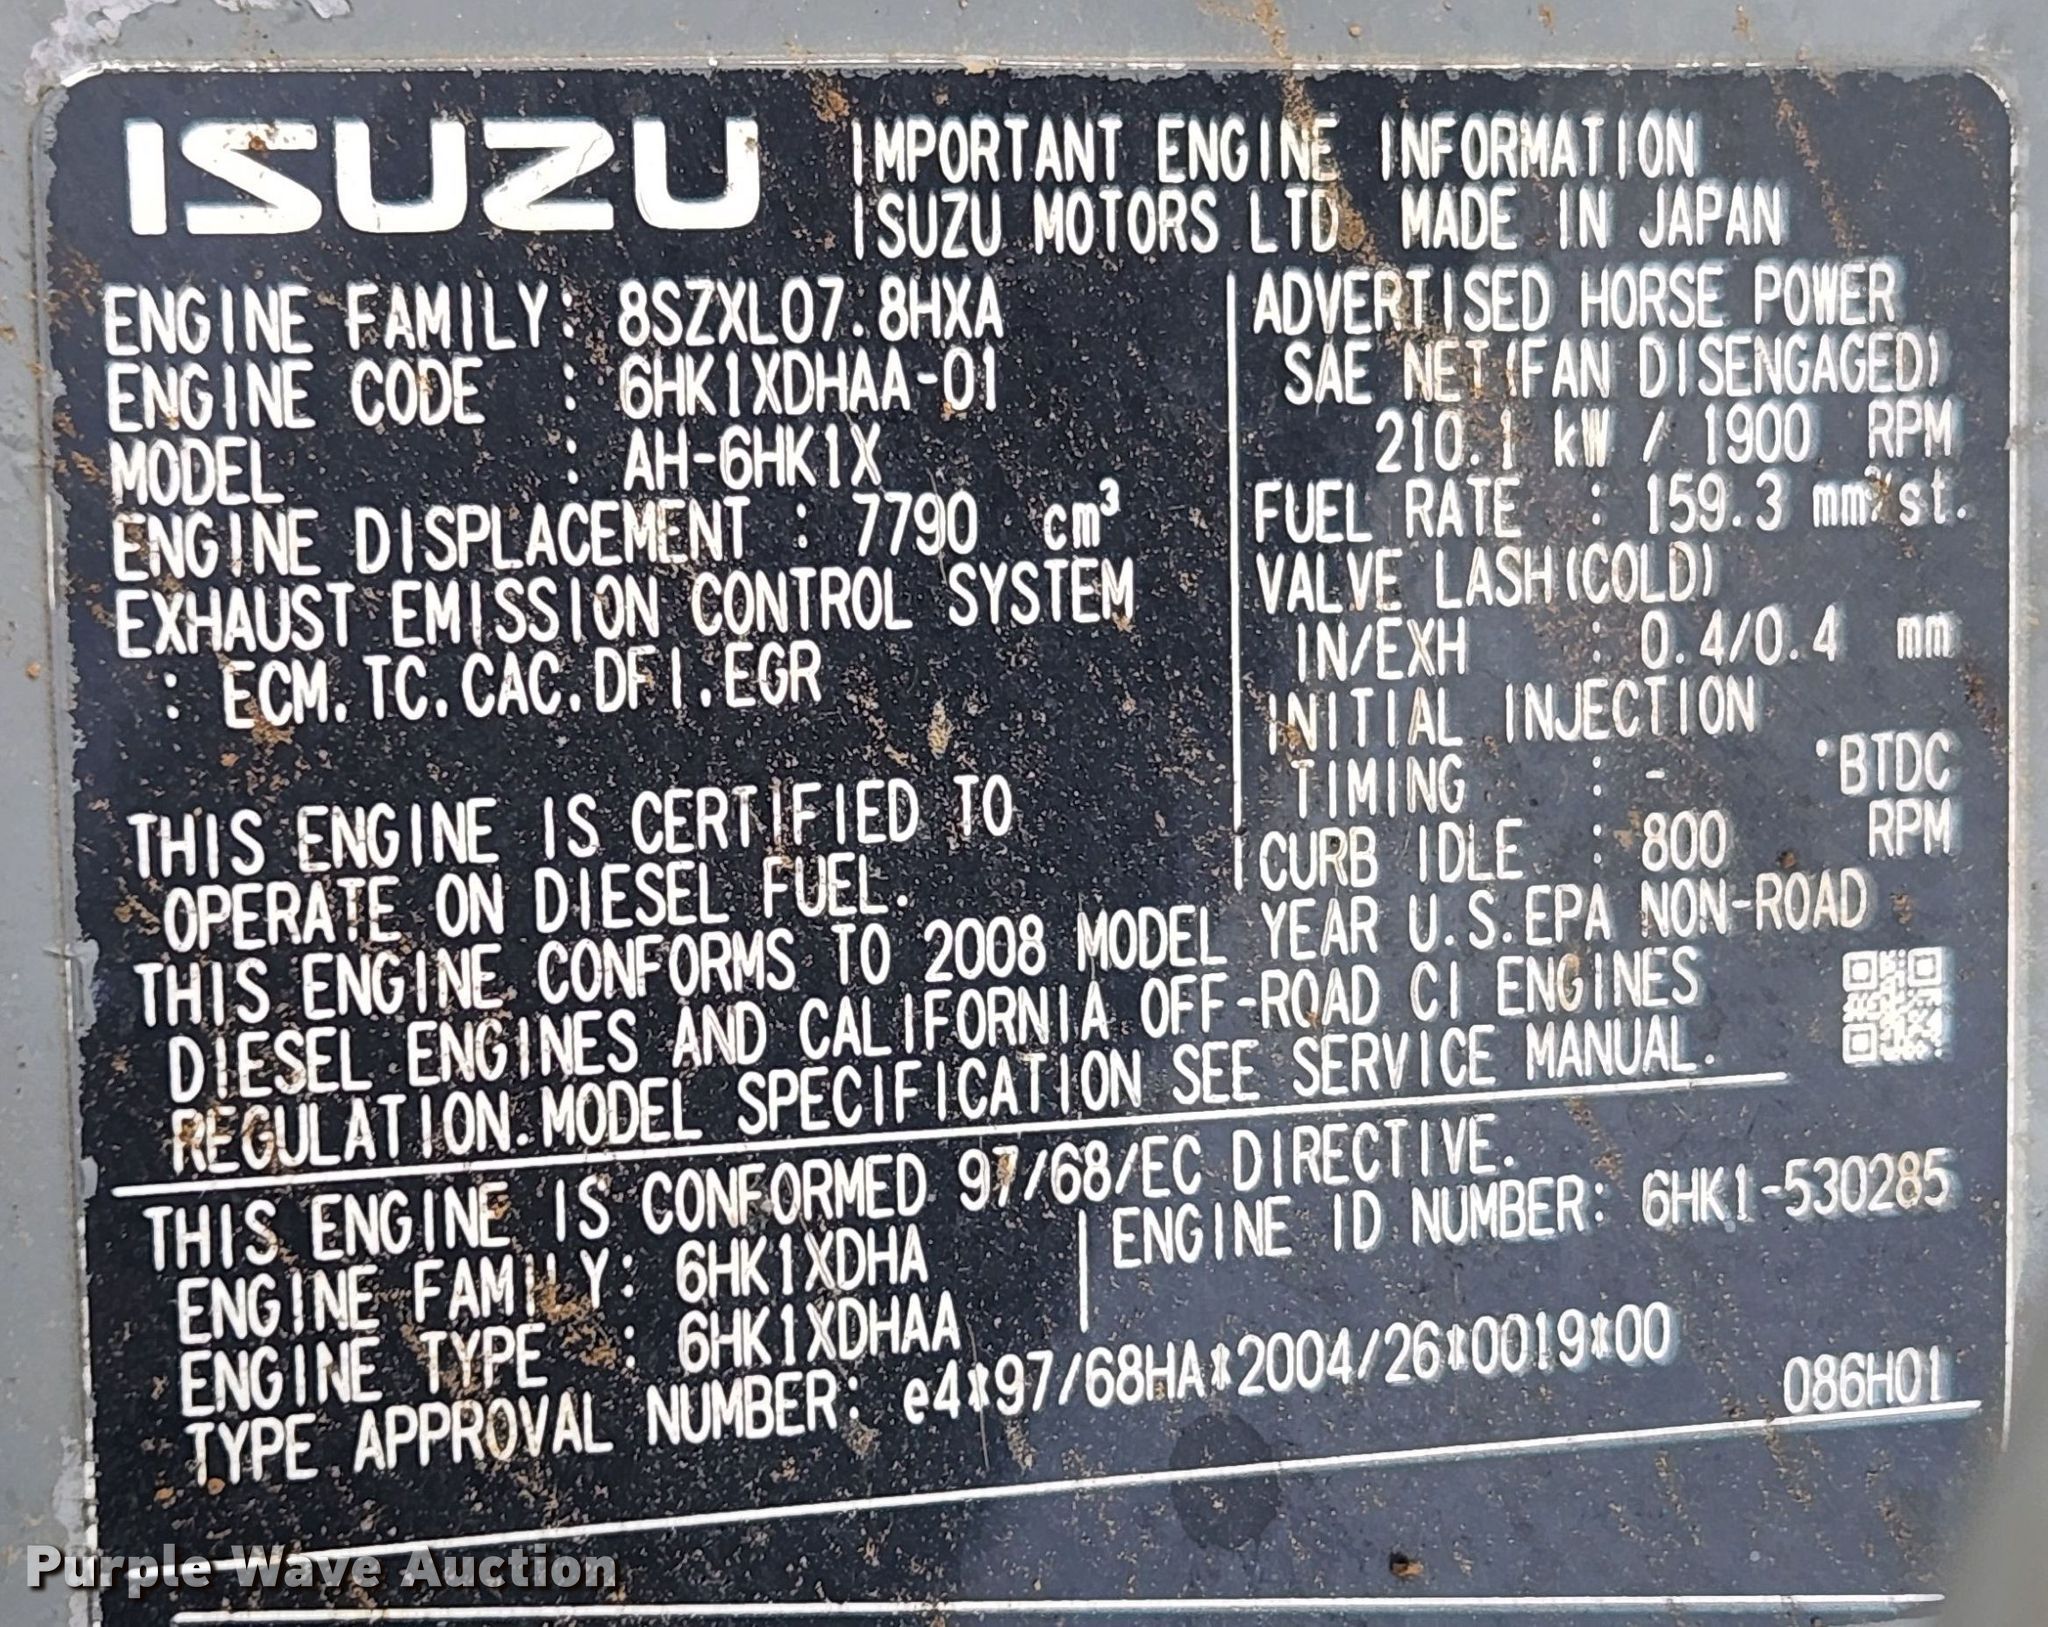 ISUZU
IMPORTANT ENGINE INFORMATION
ISUZU MOTORS LTD MADE IN JAPAN
ENGINE FAMILY: 8SZXL07.8HXA
ENGINE CODE : 6HK1XDHAA-01
MODEL : AH-6HK1X
ENGINE DISPLACEMENT : 7790 cm³
EXHAUST EMISSION CONTROL SYSTEM
: ECM.TC.CAC.DFI.EGR
ADVERTISED HORSE POWER
SAE NET(FAN DISENGAGED)
210.1 kW / 1900 RPM
FUEL RATE : 159.3 mm³/st.
VALVE LASH(COLD)
IN/EXH : 0.4/0.4 mm
INITIAL INJECTION
TIMING : - °BTDC
CURB IDLE : 800 RPM
THIS ENGINE IS CERTIFIED TO
OPERATE ON DIESEL FUEL.
THIS ENGINE CONFORMS TO 2008 MODEL YEAR U.S.EPA NON-ROAD
DIESEL ENGINES AND CALIFORNIA OFF-ROAD CI ENGINES
REGULATION.MODEL SPECIFICATION SEE SERVICE MANUAL.
THIS ENGINE IS CONFORMED 97/68/EC DIRECTIVE.
ENGINE FAMILY: 6HK1XDHA
ENGINE TYPE : 6HK1XDHAA
ENGINE ID NUMBER: 6HK1-530285
TYPE APPROVAL NUMBER: e4*97/68HA*2004/26*0019*00
086H01
Purple Wave Auction